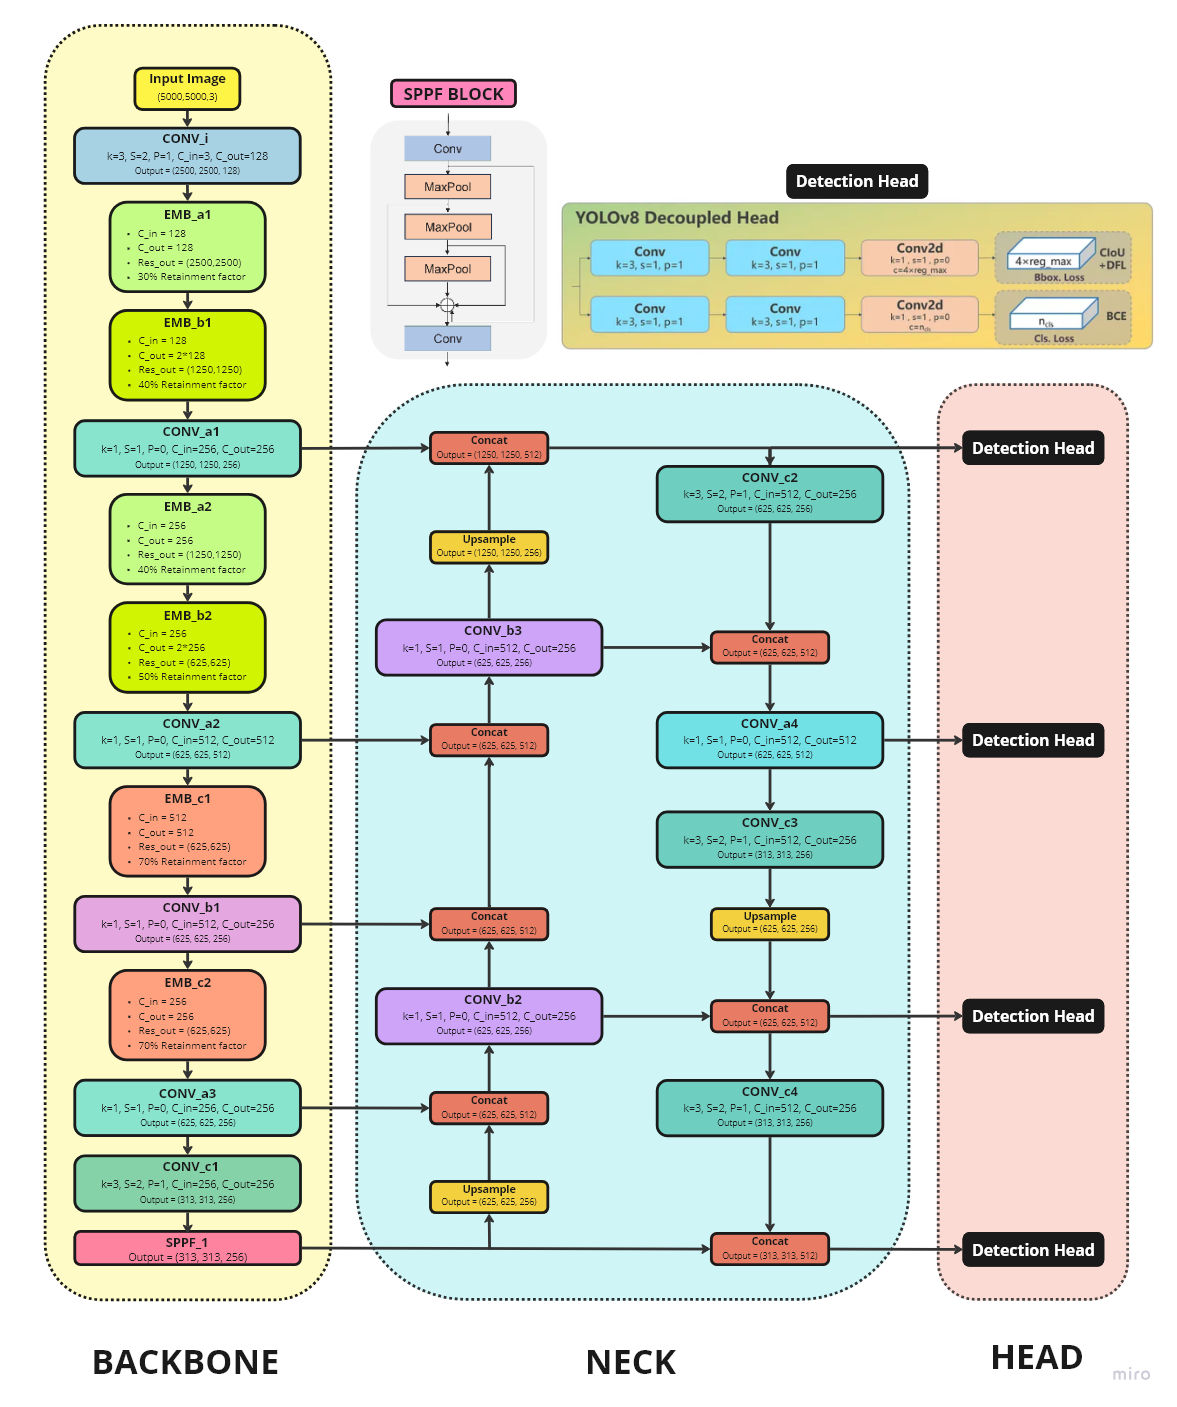 Input Image
(5000,5000,3)
CONV_i
k=3, S=2, P=1, C_in=3, C_out=128
Output = (2500, 2500, 128)
EMB_a1
• C_in = 128
• C_out = 128
• Res_out = (2500,2500)
• 30% Retainment factor
EMB_b1
• C_in = 128
• C_out = 2*128
• Res_out = (1250,1250)
• 40% Retainment factor
CONV_a1
k=1, S=1, P=0, C_in=256, C_out=256
Output = (1250, 1250, 256)
EMB_a2
• C_in = 256
• C_out = 256
• Res_out = (1250,1250)
• 40% Retainment factor
EMB_b2
• C_in = 256
• C_out = 2*256
• Res_out = (625,625)
• 50% Retainment factor
CONV_a2
k=1, S=1, P=0, C_in=512, C_out=512
Output = (625, 625, 512)
EMB_c1
• C_in = 512
• C_out = 512
• Res_out = (625,625)
• 70% Retainment factor
CONV_b1
k=1, S=1, P=0, C_in=512, C_out=256
Output = (625, 625, 256)
EMB_c2
• C_in = 256
• C_out = 256
• Res_out = (625,625)
• 70% Retainment factor
CONV_a3
k=1, S=1, P=0, C_in=256, C_out=256
Output = (625, 625, 256)
CONV_c1
k=3, S=2, P=1, C_in=256, C_out=256
Output = (313, 313, 256)
SPPF_1
Output = (313, 313, 256)
BACKBONE
SPPF BLOCK
Conv
MaxPool
MaxPool
MaxPool
Conv
Detection Head
YOLOv8 Decoupled Head
Conv
k=3, s=1, p=1
Conv
k=3, s=1, p=1
Conv2d
k=1 , s=1 , p=0
c=4×reg_max
4×reg_max
CIoU
+DFL
Bbox. Loss
Conv
k=3, s=1, p=1
Conv
k=3, s=1, p=1
Conv2d
k=1 , s=1 , p=0
c=ncls
ncls
BCE
Cls. Loss
Concat
Output = (1250, 1250, 512)
Upsample
Output = (1250, 1250, 256)
CONV_b3
k=1, S=1, P=0, C_in=512, C_out=256
Output = (625, 625, 256)
Concat
Output = (625, 625, 512)
Concat
Output = (625, 625, 512)
CONV_b2
k=1, S=1, P=0, C_in=512, C_out=256
Output = (625, 625, 256)
Concat
Output = (625, 625, 512)
Upsample
Output = (625, 625, 256)
CONV_c2
k=3, S=2, P=1, C_in=512, C_out=256
Output = (625, 625, 256)
Concat
Output = (625, 625, 512)
CONV_a4
k=1, S=1, P=0, C_in=512, C_out=512
Output = (625, 625, 512)
CONV_c3
k=3, S=2, P=1, C_in=512, C_out=256
Output = (313, 313, 256)
Upsample
Output = (625, 625, 256)
Concat
Output = (625, 625, 512)
CONV_c4
k=3, S=2, P=1, C_in=512, C_out=256
Output = (313, 313, 256)
Concat
Output = (313, 313, 512)
NECK
Detection Head
Detection Head
Detection Head
Detection Head
HEAD
miro